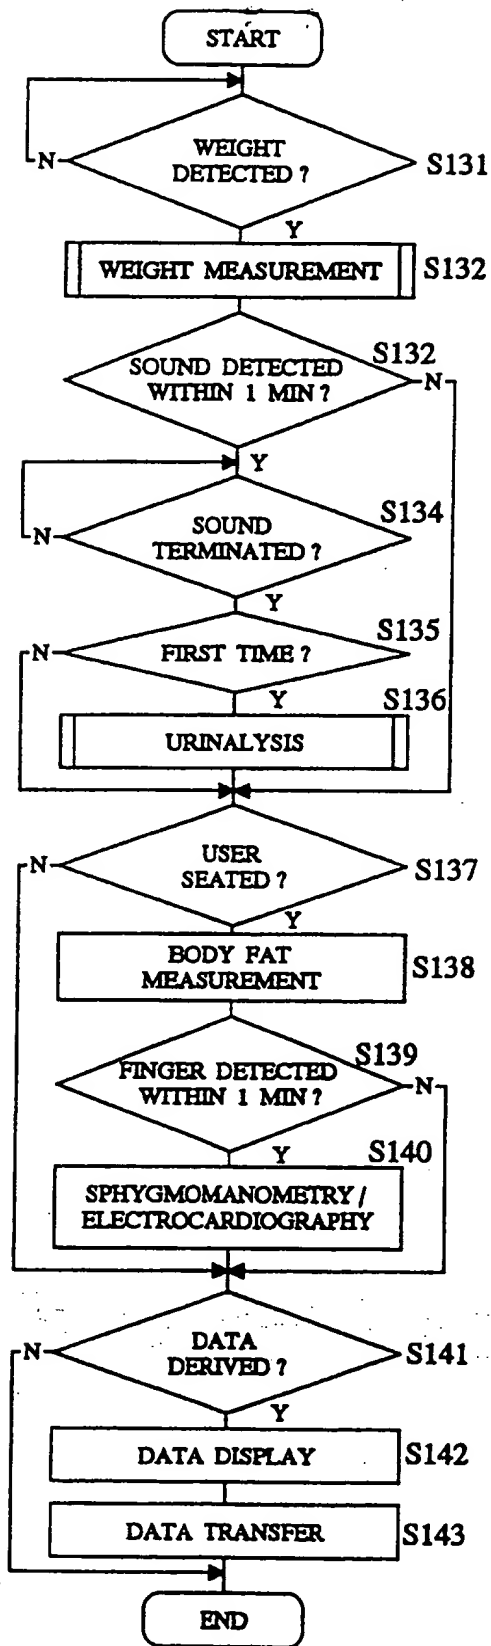 START
WEIGHT
DETECTED ?
N
S131
Y
WEIGHT MEASUREMENT
S132
S132
SOUND DETECTED
WITHIN 1 MIN ?
N
Y
S134
SOUND
TERMINATED ?
N
Y
S135
FIRST TIME ?
N
Y
S136
URINALYSIS
USER
SEATED ?
N
S137
Y
BODY FAT
MEASUREMENT
S138
S139
FINGER DETECTED
WITHIN 1 MIN ?
N
Y
S140
SPHYGMOMANOMETRY /
ELECTROCARDIOGRAPHY
DATA
DERIVED ?
N
S141
Y
DATA DISPLAY
S142
DATA TRANSFER
S143
END